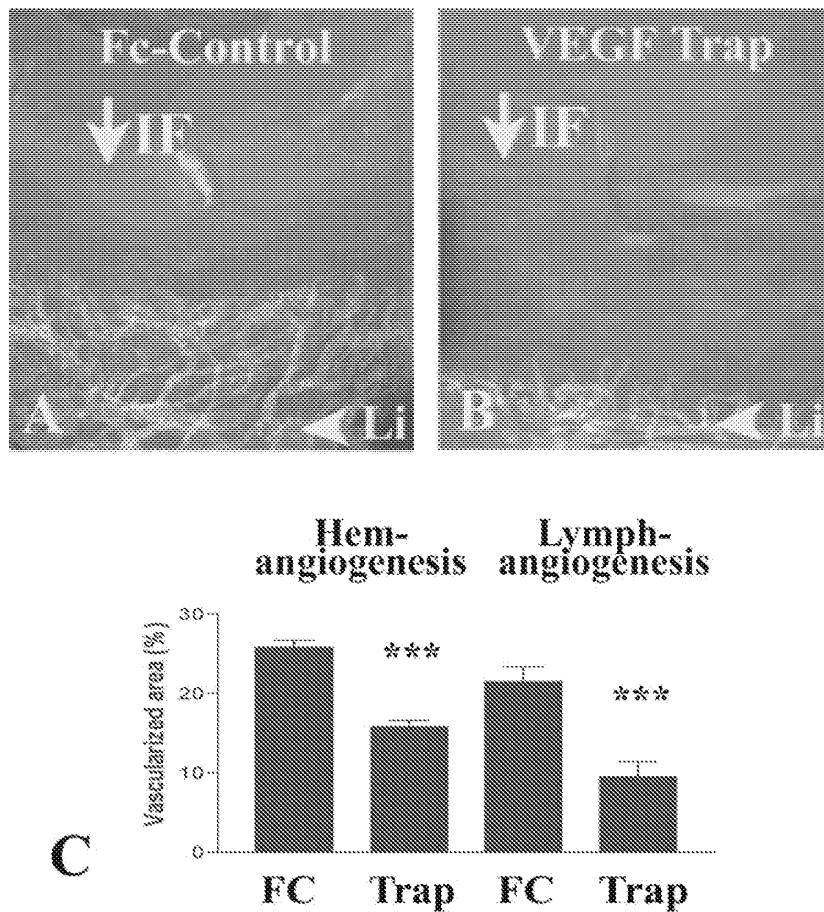 Fc-Control
IF
A
Li
VEGF Trap
IF
B
Li
Hem-
angiogenesis
Lymph-
angiogenesis
Vascularized area (%)
30
20
10
0
***
***
FC
Trap
FC
Trap
C